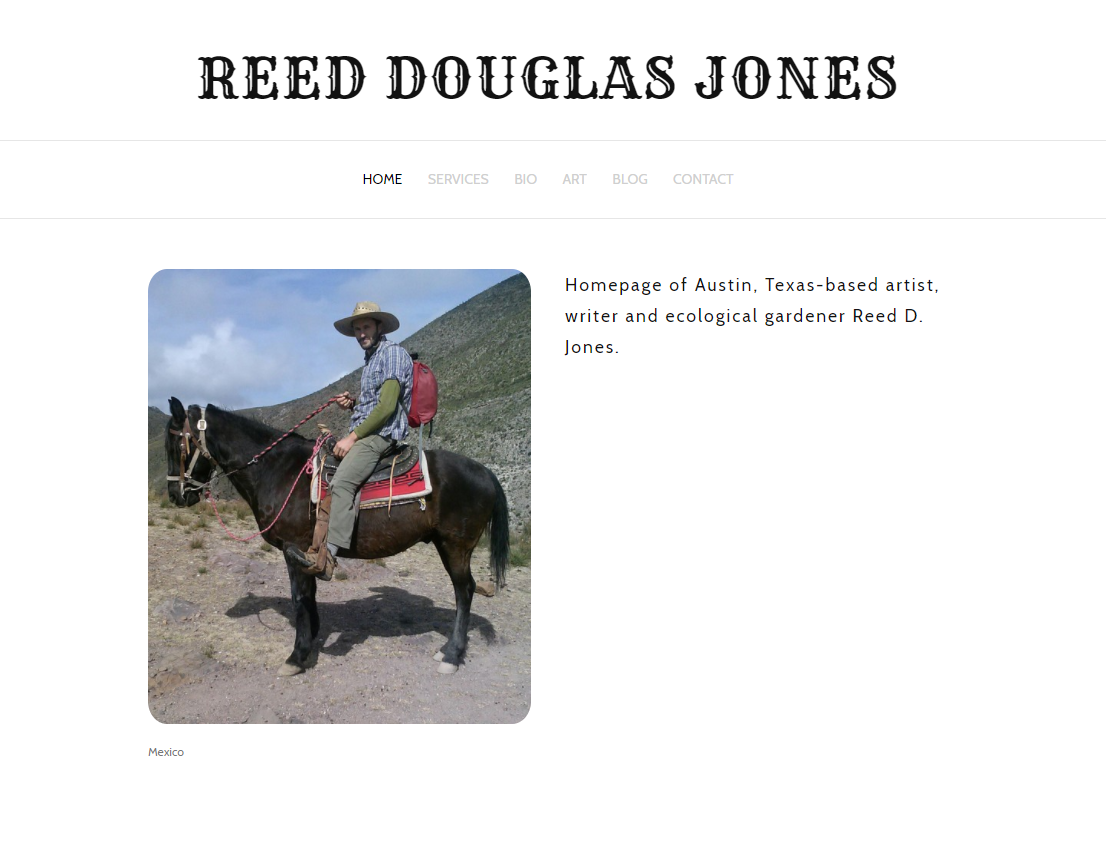 REED DOUGLAS JONES
HOME SERVICES BIO ART BLOG CONTACT
Homepage of Austin, Texas-based artist,
writer and ecological gardener Reed D.
Jones.
Mexico